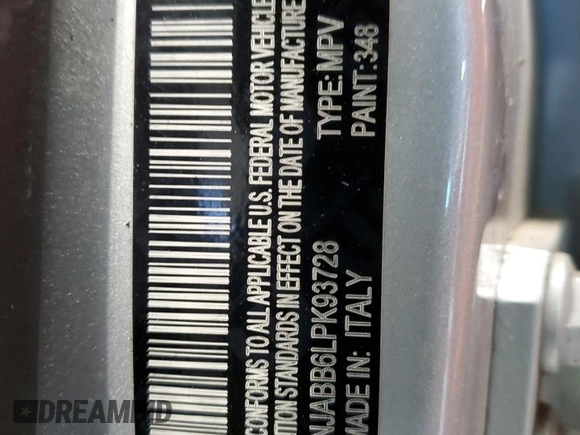 CONFORMS TO ALL APPLICABLE U.S. FEDERAL MOTOR VEHICLE
STANDARDS IN EFFECT ON THE DATE OF MANUFACTURE
NJABB6LPK93728 TYPE: MPV
MADE IN: ITALY PAINT: 348
DREAM